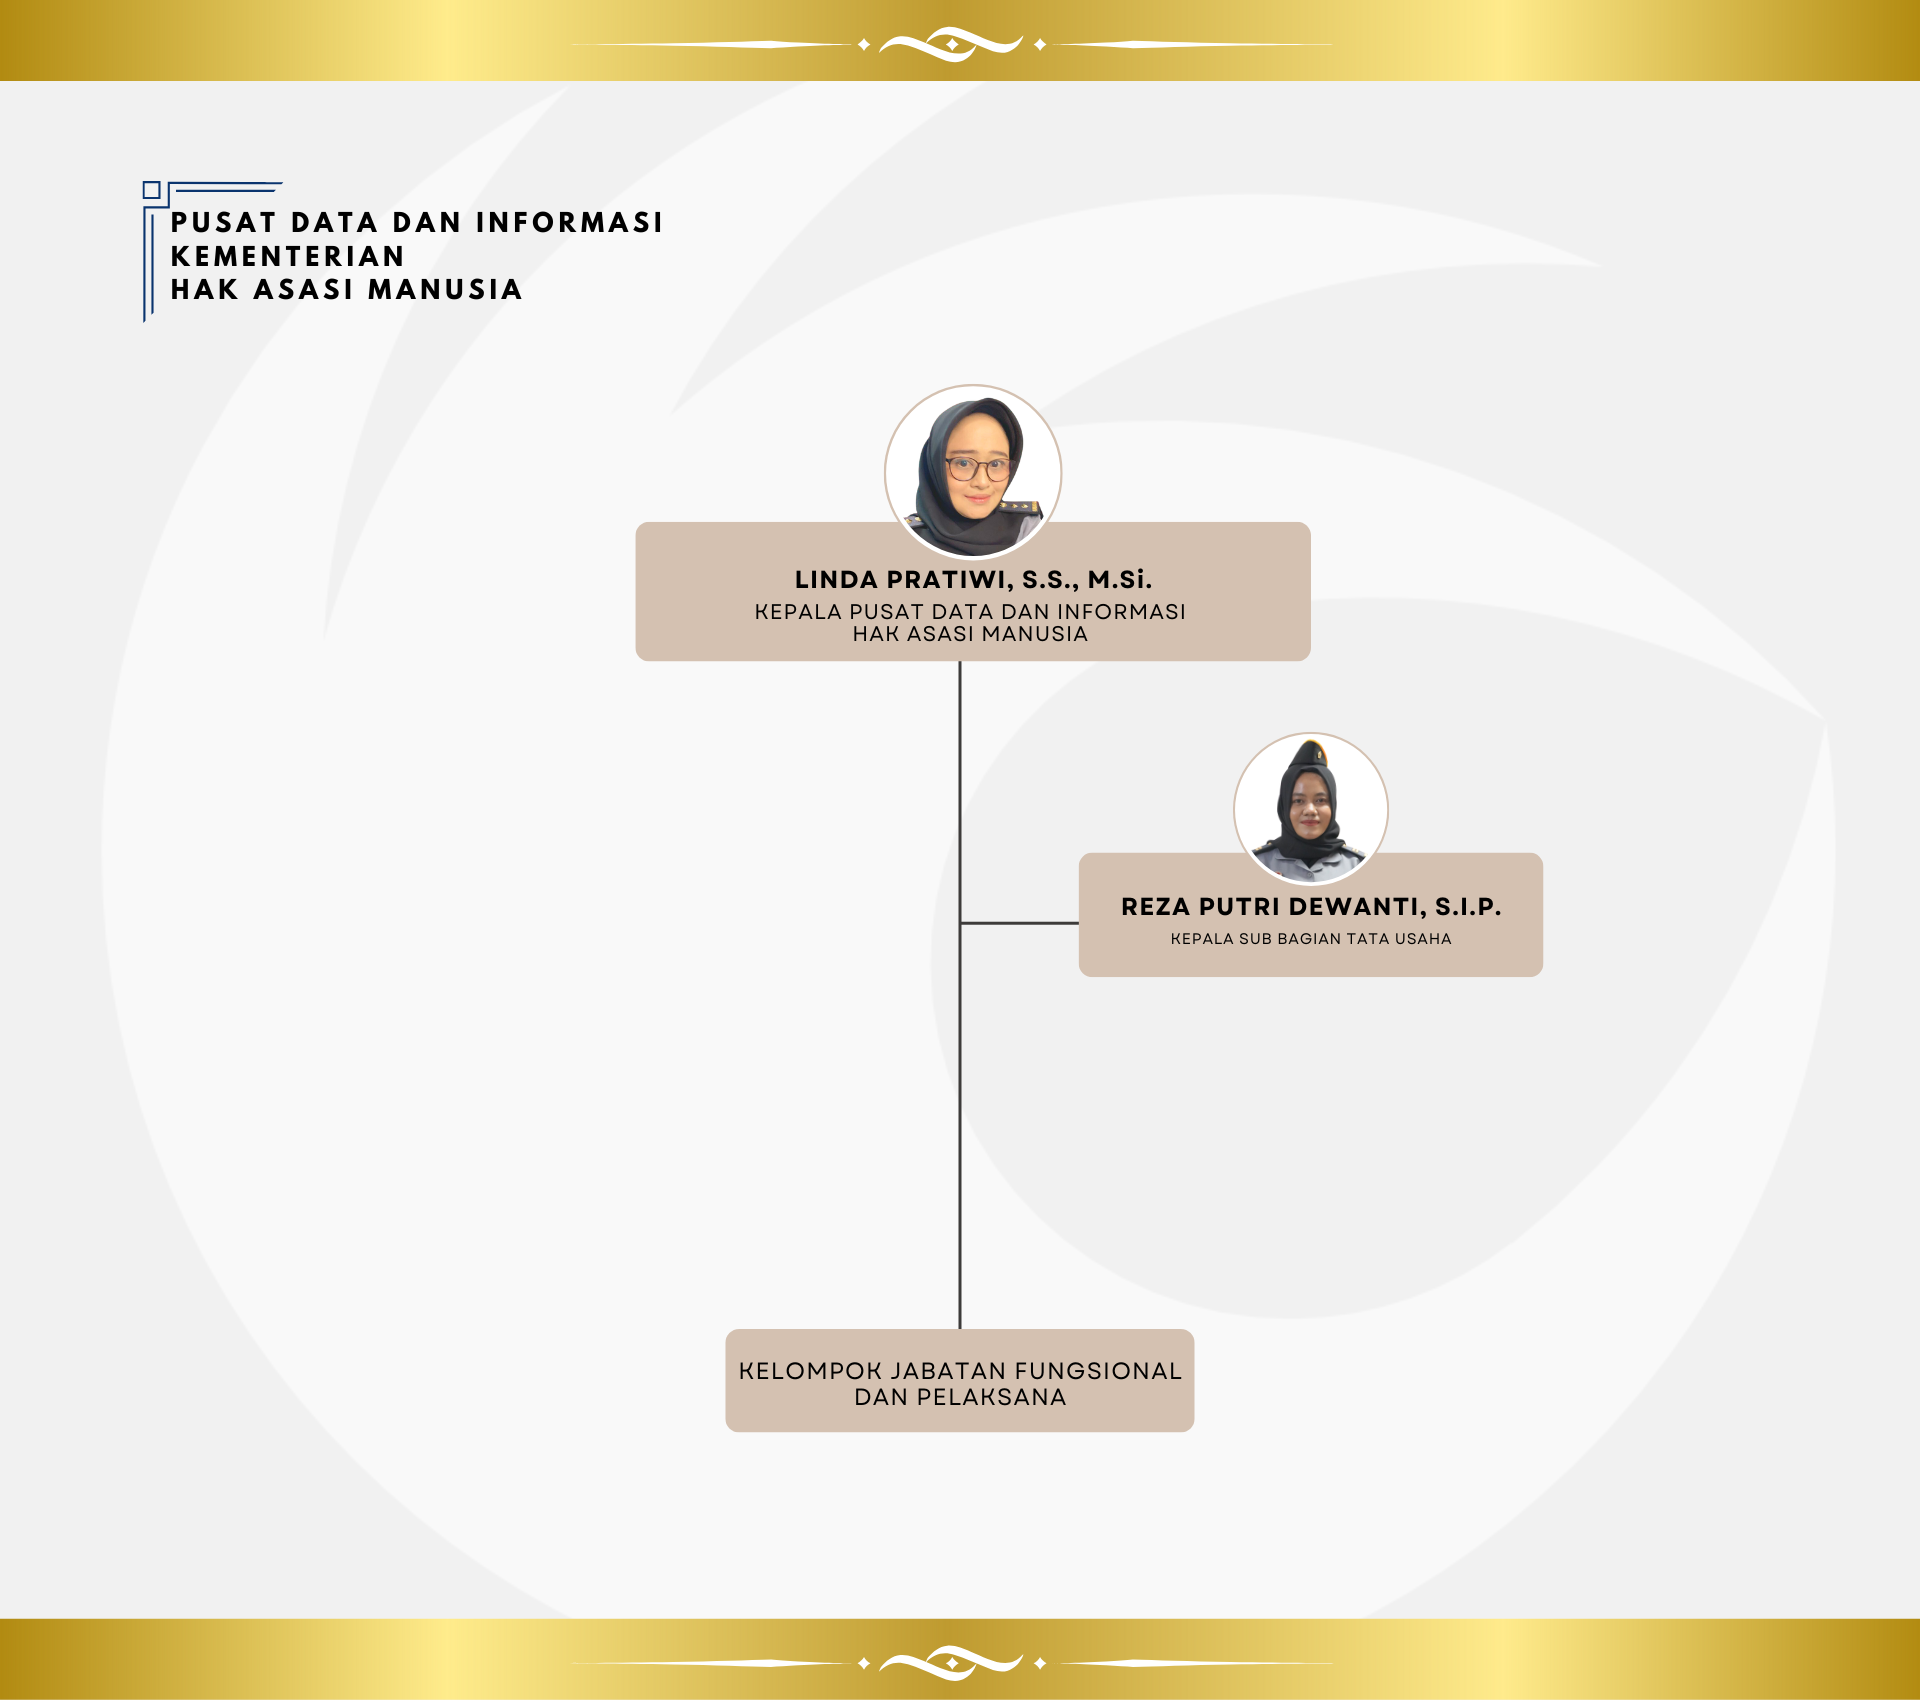 PUSAT DATA DAN INFORMASI
KEMENTERIAN
HAK ASASI MANUSIA
LINDA PRATIWI, S.S., M.Si.
KEPALA PUSAT DATA DAN INFORMASI
HAK ASASI MANUSIA
REZA PUTRI DEWANTI, S.I.P.
KEPALA SUB BAGIAN TATA USAHA
KELOMPOK JABATAN FUNGSIONAL
DAN PELAKSANA